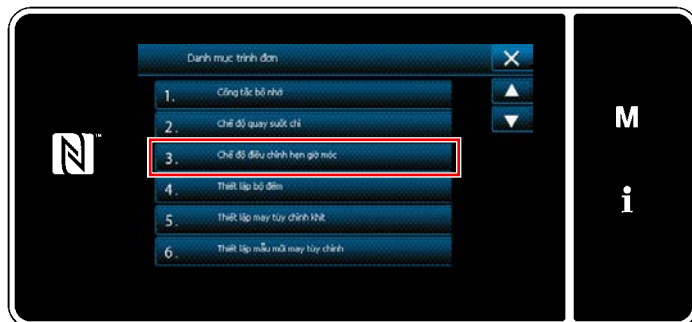 Danh mục trình đơn
1. Công tắc bộ nhớ
2. Chế độ quay suốt chỉ
3. Chế độ điều chỉnh hẹn giờ móc
4. Thiết lập bộ đếm
5. Thiết lập may tùy chỉnh khít
6. Thiết lập mẫu mũi may tùy chỉnh
M
i